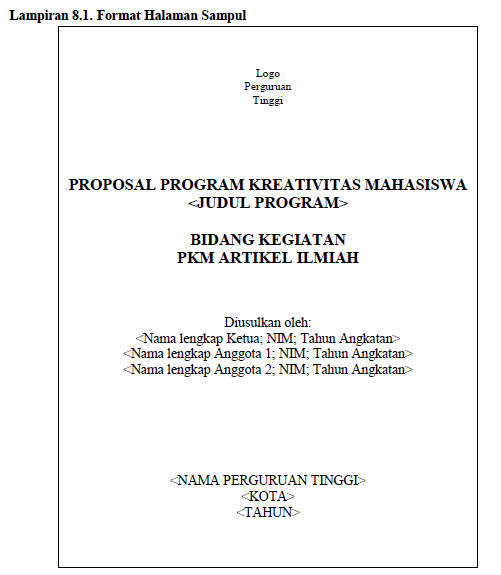 Lampiran 8.1. Format Halaman Sampul
Logo
Perguruan
Tinggi
PROPOSAL PROGRAM KREATIVITAS MAHASISWA
<JUDUL PROGRAM>
BIDANG KEGIATAN
PKM ARTIKEL ILMIAH
Diusulkan oleh:
<Nama lengkap Ketua; NIM; Tahun Angkatan>
<Nama lengkap Anggota 1; NIM; Tahun Angkatan>
<Nama lengkap Anggota 2; NIM; Tahun Angkatan>
<NAMA PERGURUAN TINGGI>
<KOTA>
<TAHUN>